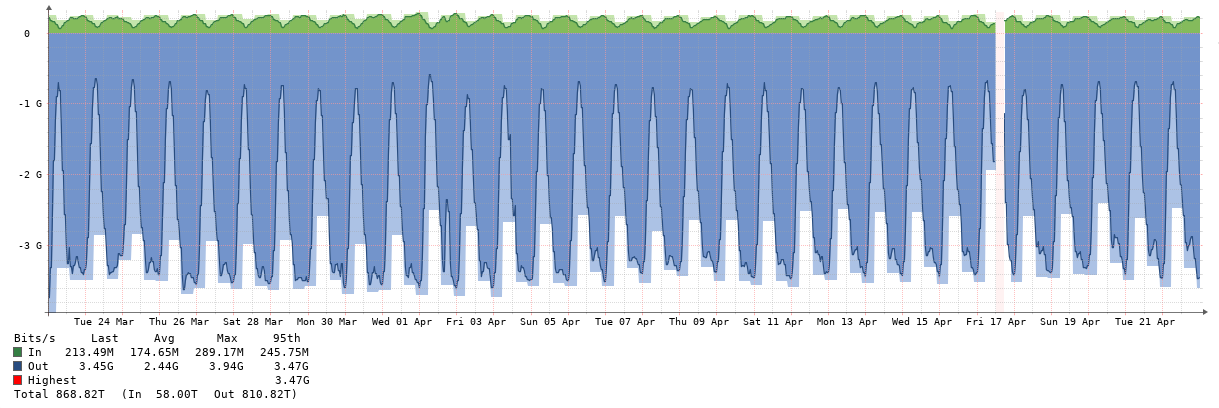 0
-1 G
-2 G
-3 G
Tue 24 Mar Thu 26 Mar Sat 28 Mar Mon 30 Mar Wed 01 Apr Fri 03 Apr Sun 05 Apr Tue 07 Apr Thu 09 Apr Sat 11 Apr Mon 13 Apr Wed 15 Apr Fri 17 Apr Sun 19 Apr Tue 21 Apr
Bits/s Last Avg Max 95th
In 213.49M 174.65M 289.17M 245.75M
Out 3.45G 2.44G 3.94G 3.47G
Highest 3.47G
Total 868.82T (In 58.00T Out 810.82T)